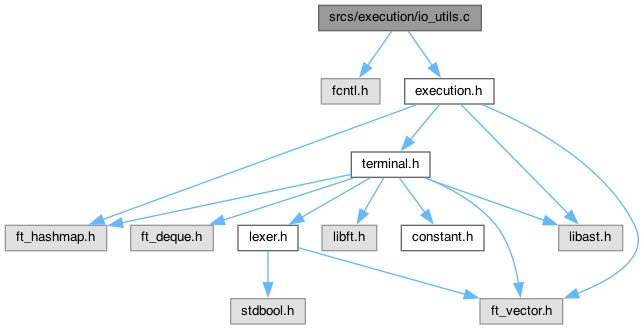 srcs/execution/io_utils.c
fcntl.h
execution.h
terminal.h
ft_hashmap.h
ft_deque.h
lexer.h
libft.h
constant.h
libast.h
stdbool.h
ft_vector.h